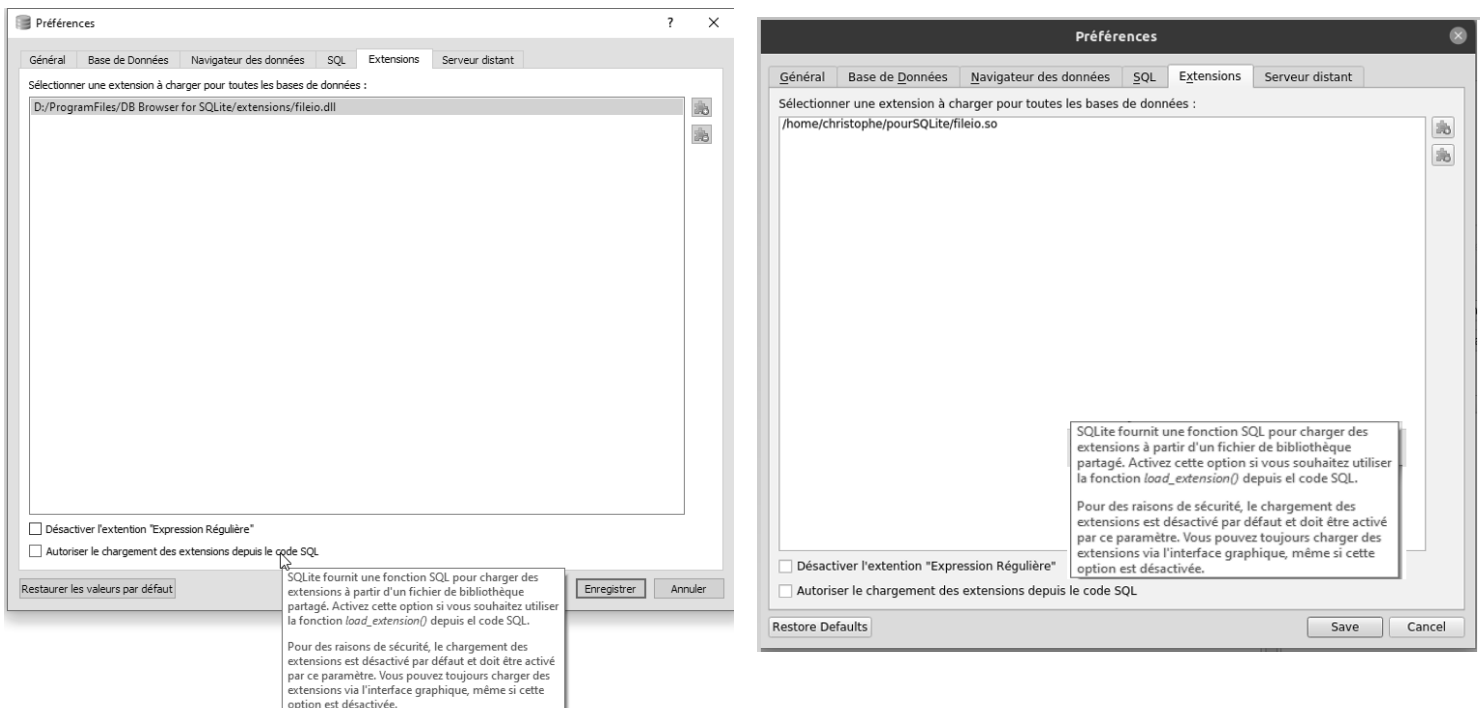 Préférences
?
Général Base de Données Navigateur des données SQL Extensions Serveur distant
Sélectionner une extension à charger pour toutes les bases de données :
D:/ProgramFiles/DB Browser for SQLite/extensions/fileio.dll
Désactiver l'extention "Expression Régulière"
Autoriser le chargement des extensions depuis le code SQL
Restaurer les valeurs par défaut
Enregistrer
Annuler
SQLite fournit une fonction SQL pour charger des
extensions à partir d'un fichier de bibliothèque
partagé. Activez cette option si vous souhaitez utiliser
la fonction load_extension() depuis el code SQL.
Pour des raisons de sécurité, le chargement des
extensions est désactivé par défaut et doit être activé
par ce paramètre. Vous pouvez toujours charger des
extensions via l'interface graphique, même si cette
option est désactivée.
Préférences
Général Base de Données Navigateur des données SQL Extensions Serveur distant
Sélectionner une extension à charger pour toutes les bases de données :
/home/christophe/pourSQLite/fileio.so
SQLite fournit une fonction SQL pour charger des
extensions à partir d'un fichier de bibliothèque
partagé. Activez cette option si vous souhaitez utiliser
la fonction load_extension() depuis el code SQL.
Pour des raisons de sécurité, le chargement des
extensions est désactivé par défaut et doit être activé
par ce paramètre. Vous pouvez toujours charger des
extensions via l'interface graphique, même si cette
option est désactivée.
Désactiver l'extention "Expression Régulière"
Autoriser le chargement des extensions depuis le code SQL
Restore Defaults
Save
Cancel